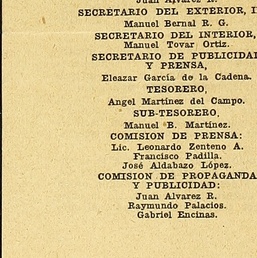 Juan Alvarez R.
SECRETARIO DEL EXTERIOR,
Manuel Bernal R. G.
SECRETARIO DEL INTERIOR,
Manuel Tovar Ortiz.
SECRETARIO DE PUBLICIDAD
Y PRENSA,
Eleazar García de la Cadena.
TESORERO,
Angel Martínez del Campo.
SUB-TESORERO,
Manuel B. Martínez.
COMISION DE PRENSA:
Lic. Leonardo Zenteno A.
Francisco Padilla.
José Aldabazo López.
COMISION DE PROPAGANDA
Y PUBLICIDAD:
Juan Alvarez R.
Raymundo Palacios.
Gabriel Encinas.